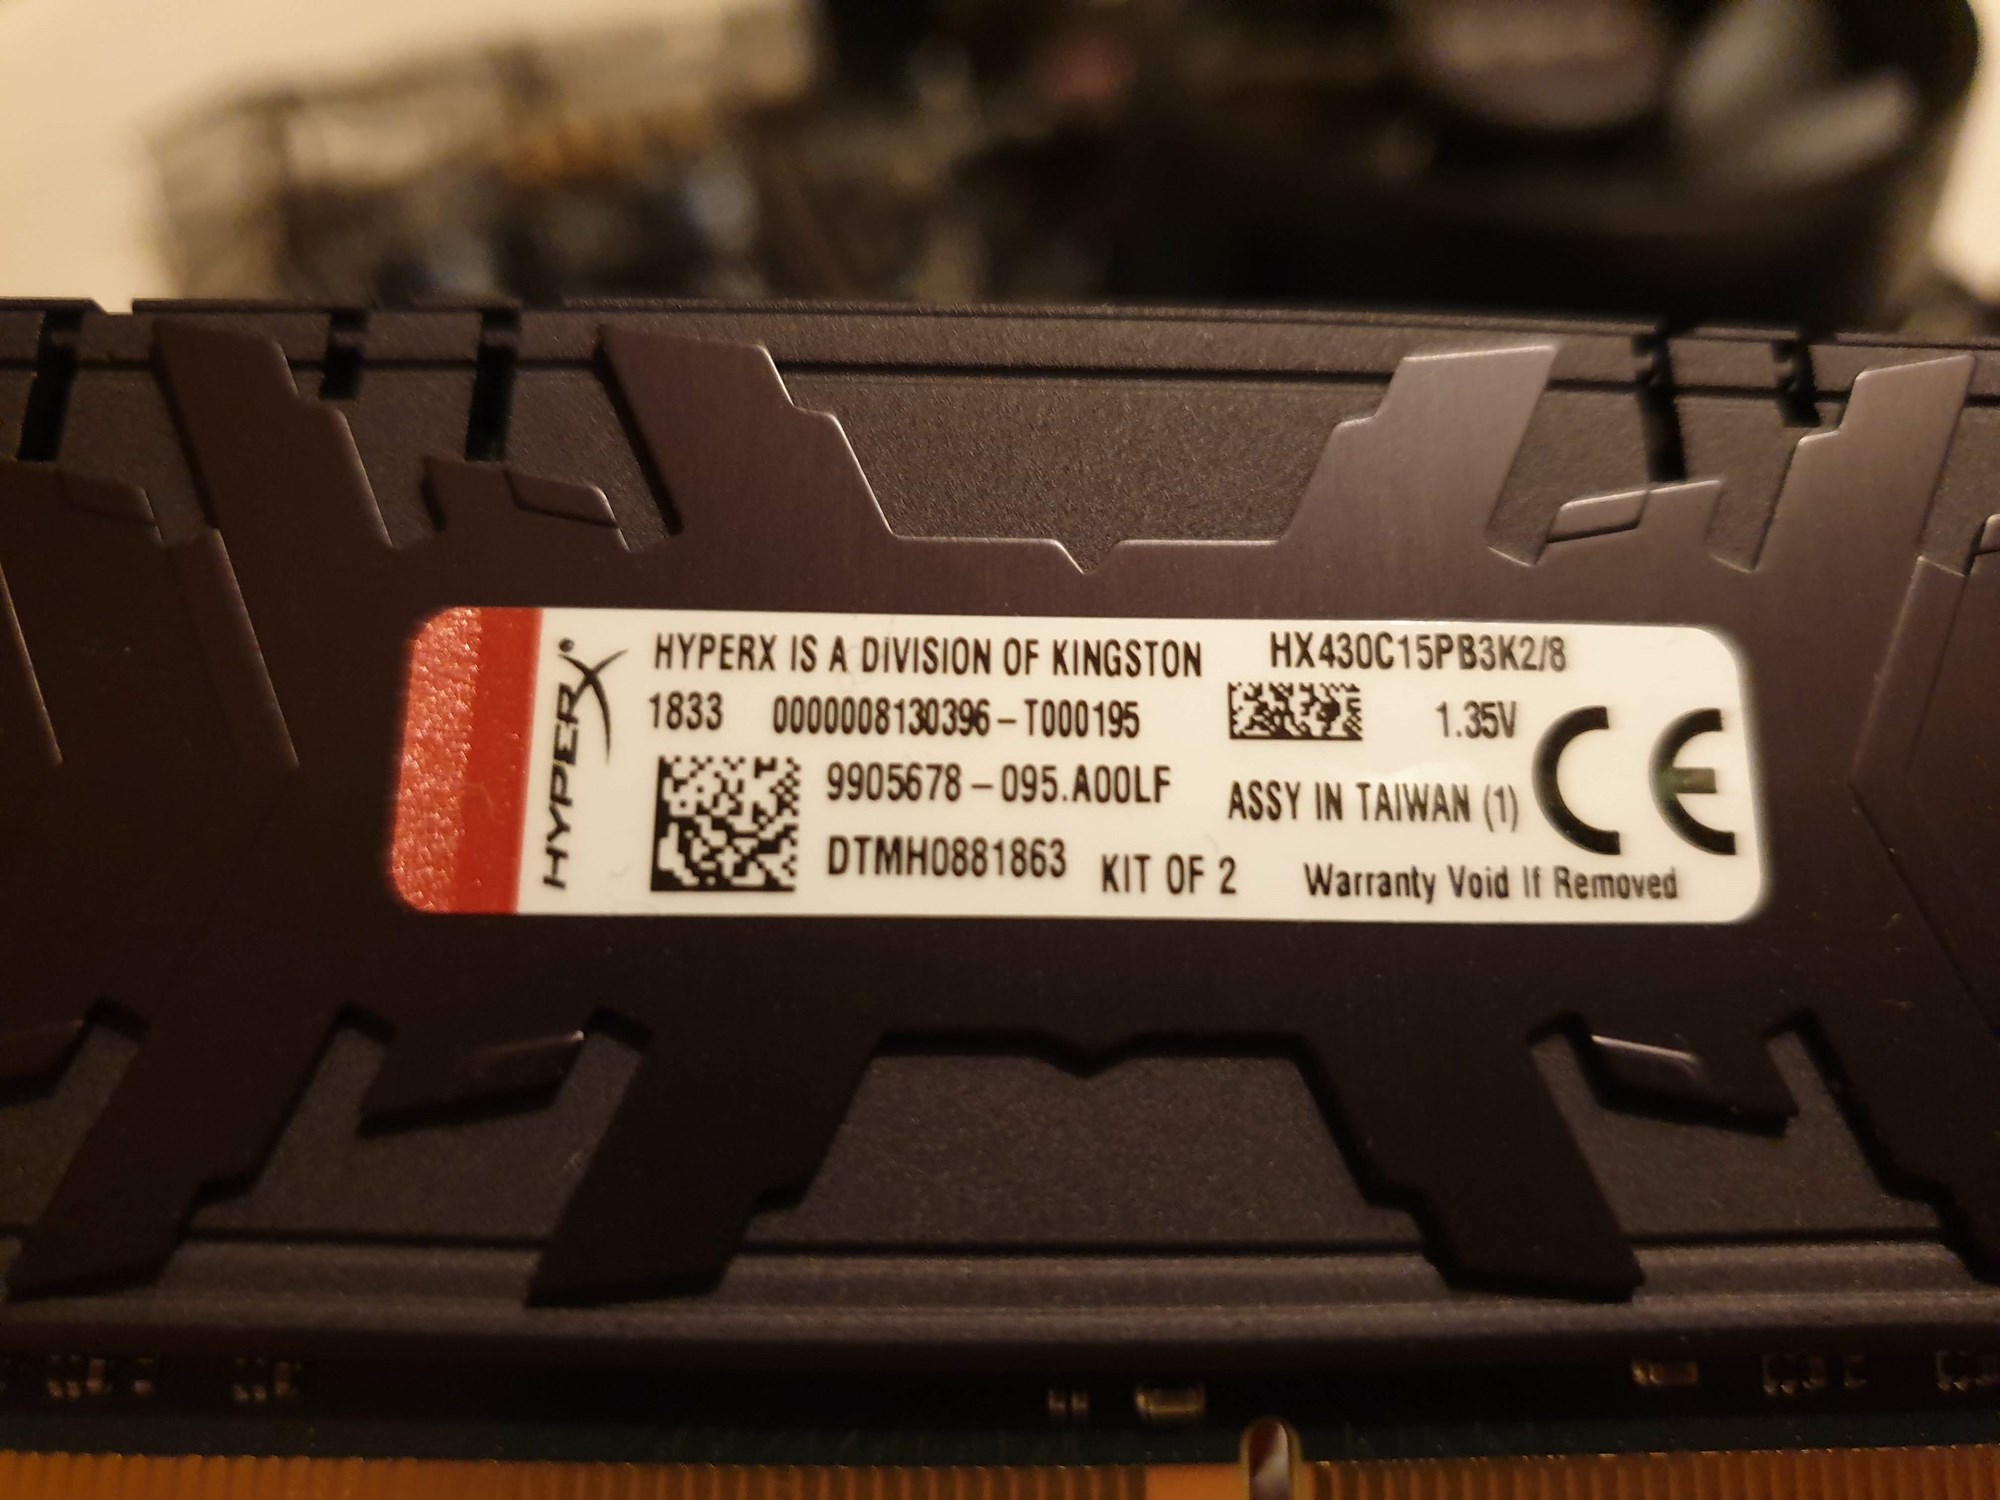 HYPERX®
HYPERX IS A DIVISION OF KINGSTON HX430C15PB3K2/8
1833 0000008130396-T000195 1.35V
9905678-095.A00LF ASSY IN TAIWAN (1) CE
DTMH0881863 KIT OF 2 Warranty Void If Removed